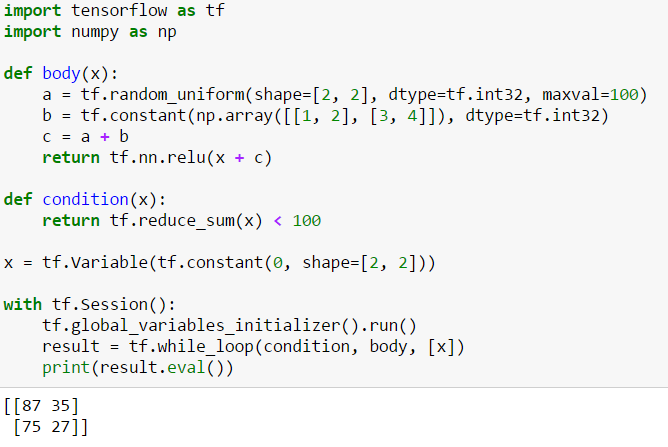 import tensorflow as tf
import numpy as np

def body(x):
    a = tf.random_uniform(shape=[2, 2], dtype=tf.int32, maxval=100)
    b = tf.constant(np.array([[1, 2], [3, 4]]), dtype=tf.int32)
    c = a + b
    return tf.nn.relu(x + c)

def condition(x):
    return tf.reduce_sum(x) < 100

x = tf.Variable(tf.constant(0, shape=[2, 2]))

with tf.Session():
    tf.global_variables_initializer().run()
    result = tf.while_loop(condition, body, [x])
    print(result.eval())

[[87 35]
 [75 27]]